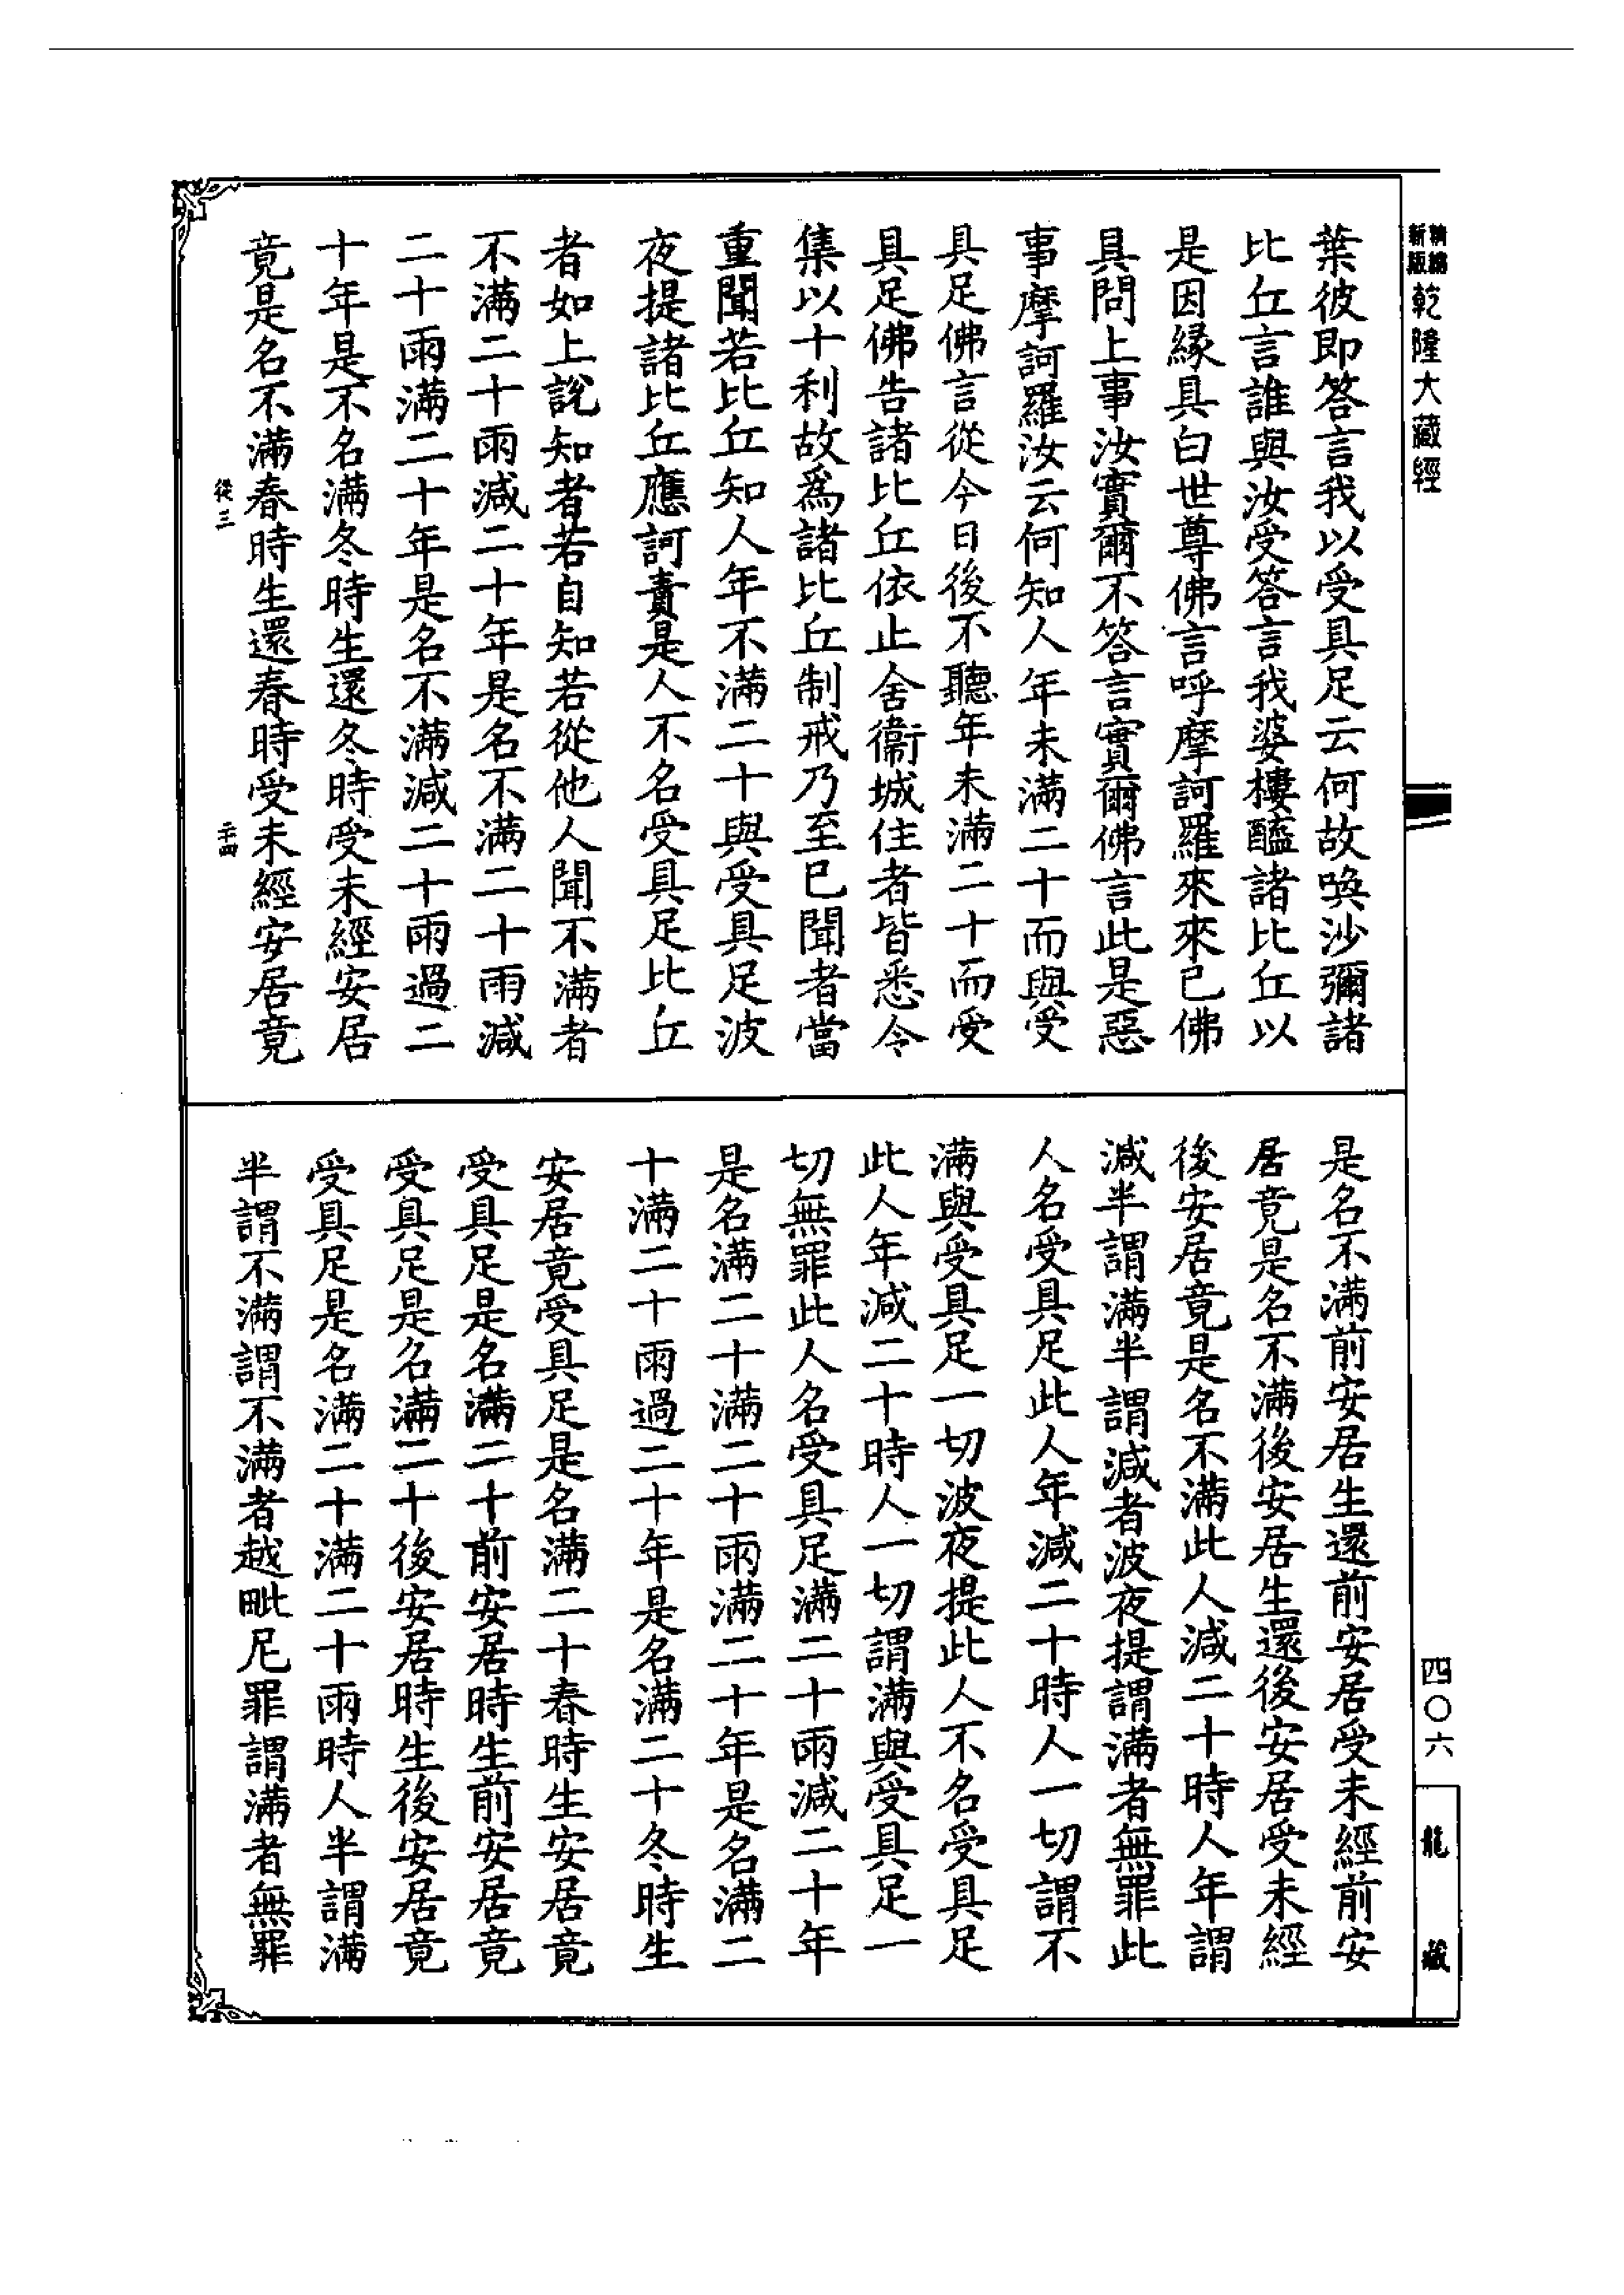 精編
新版
乾隆大藏經
葉彼即答言我以受具足云何故喚沙彌諸
比丘言誰與汝受答言我婆樓醯諸比丘以
是因緣具白世尊佛言呼摩訶羅來來已佛
具問上事汝實爾不答言實爾佛言此是惡
事摩訶羅汝云何知人年未滿二十而與受
具足佛言從今日後不聽年未滿二十而受
具足佛告諸比丘依止舍衞城住者皆悉令
集以十利故爲諸比丘制戒乃至已聞者當
重聞若比丘知人年不滿二十與受具足波
夜提諸比丘應訶責是人不名受具足比丘
者如上說知者若自知若從他人聞不滿者
不滿二十雨減二十年是名不滿二十雨減
二十雨滿二十年是名不滿減二十雨過二
十年是不名滿冬時生還冬時受未經安居
竟是名不滿春時生還春時受未經安居竟
從三
二十四
是名不滿前安居生還前安居受未經前安
居竟是名不滿後安居生還後安居受未經
後安居竟是名不滿此人減二十時人年謂
減半謂滿半謂減者波夜提謂滿者無罪此
人名受具足此人年減二十時人一切謂不
滿與受具足一切波夜提此人不名受具足
此人年減二十時人一切謂滿與受具足一
切無罪此人名受具足滿二十雨減二十年
是名滿二十滿二十雨滿二十年是名滿二
十滿二十雨過二十年是名滿二十冬時生
安居竟受具足是名滿二十春時生安居竟
受具足是名滿二十前安居時生前安居竟
受具足是名滿二十後安居時生後安居竟
受具足是名滿二十滿二十雨時人半謂滿
半謂不滿謂不滿者越毗尼罪謂滿者無罪
四〇六
龍藏